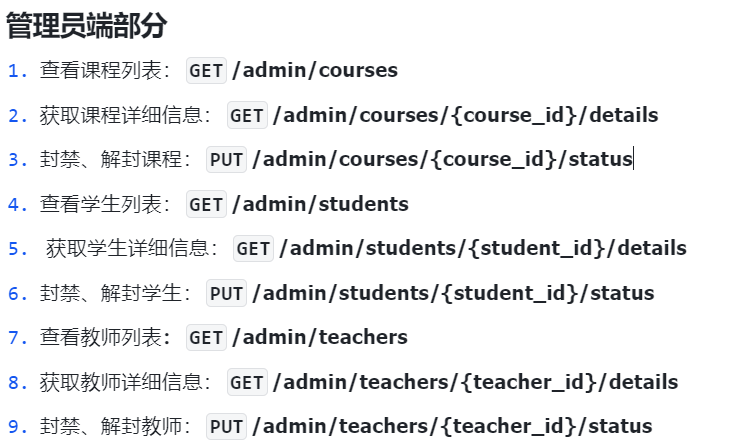 管理员端部分
1. 查看课程列表： GET /admin/courses
2. 获取课程详细信息： GET /admin/courses/{course_id}/details
3. 封禁、解封课程： PUT /admin/courses/{course_id}/status
4. 查看学生列表： GET /admin/students
5. 获取学生详细信息： GET /admin/students/{student_id}/details
6. 封禁、解封学生： PUT /admin/students/{student_id}/status
7. 查看教师列表： GET /admin/teachers
8. 获取教师详细信息： GET /admin/teachers/{teacher_id}/details
9. 封禁、解封教师： PUT /admin/teachers/{teacher_id}/status